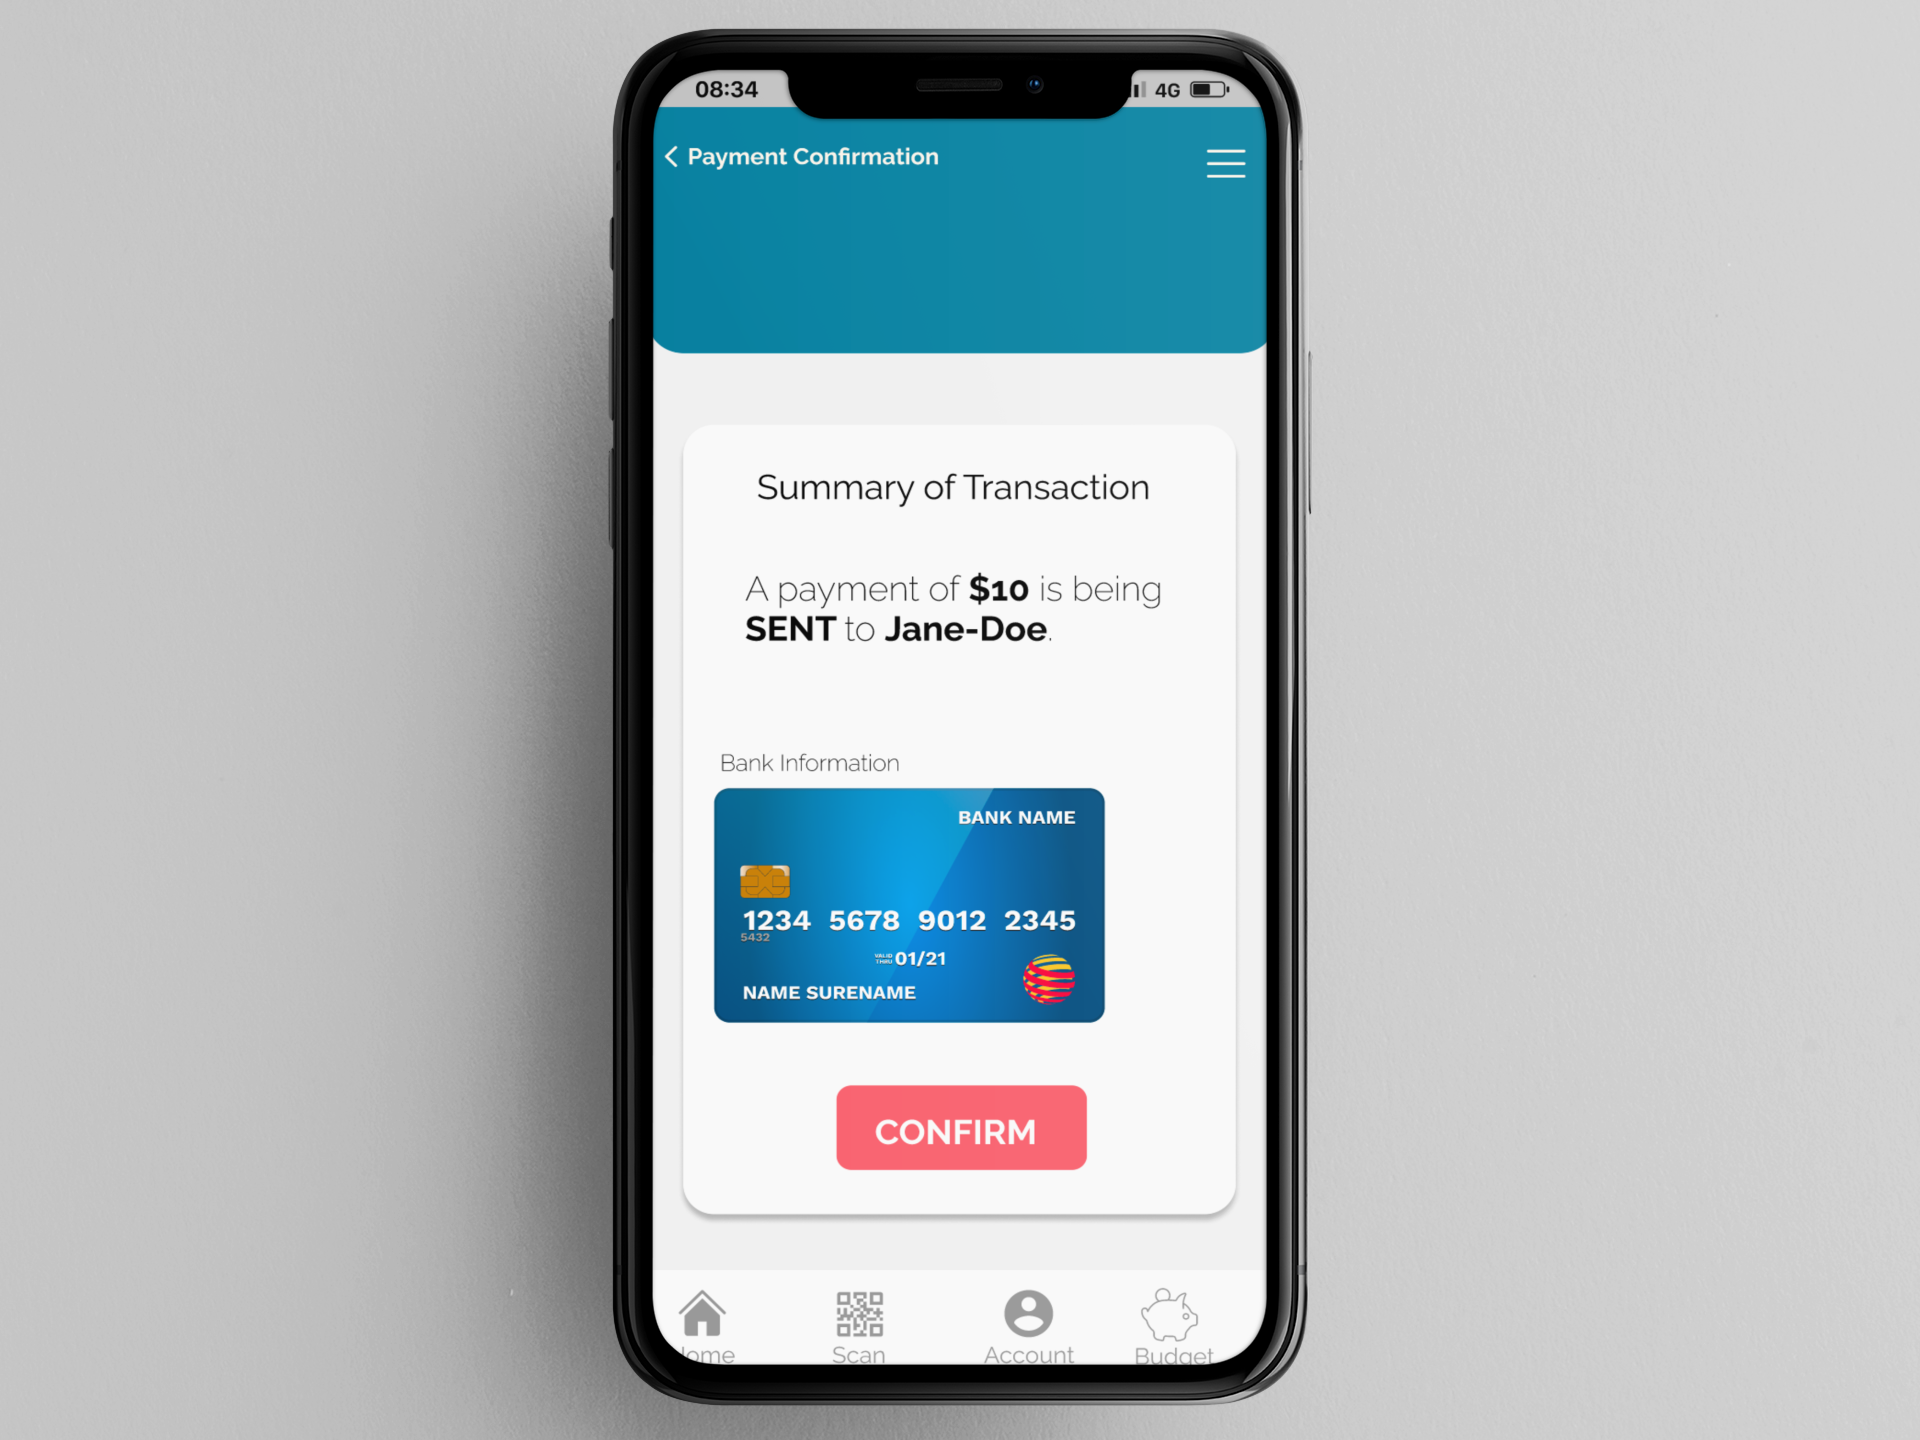 08:34
4G
Payment Confirmation
Summary of Transaction
A payment of $10 is being
SENT to Jane-Doe.
Bank Information
BANK NAME
1234 5678 9012 2345
5432
VALID
THRU 01/21
NAME SURENAME
CONFIRM
ome Scan Account Budget